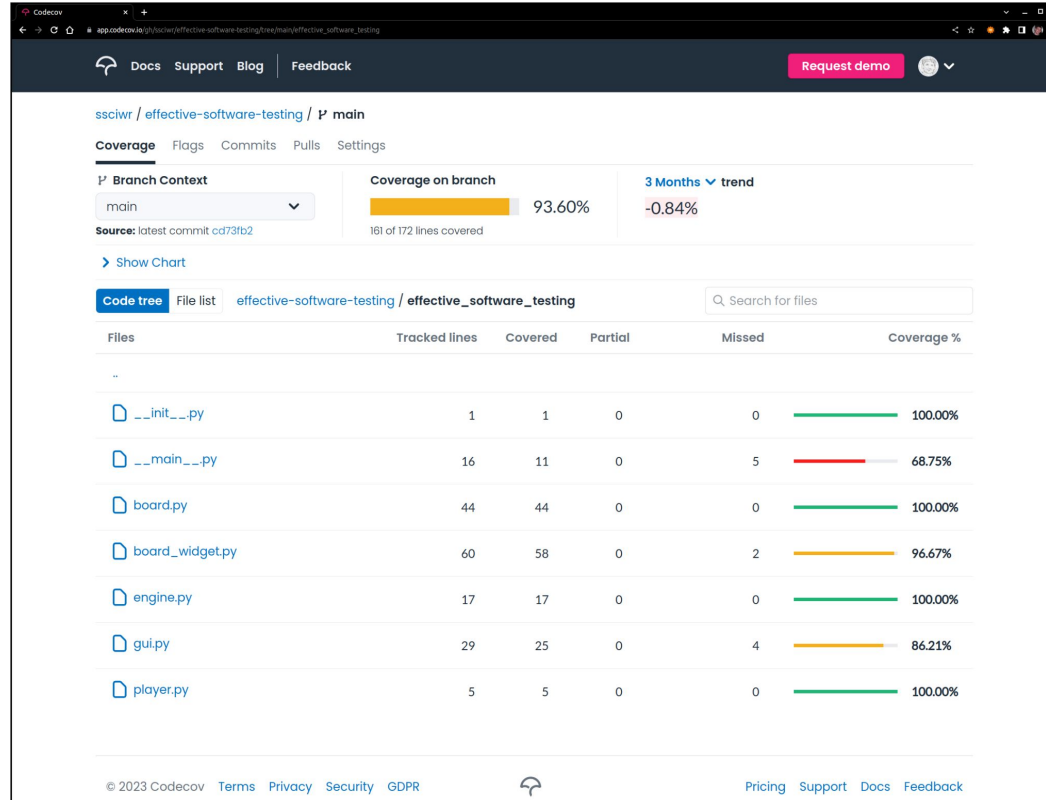 Codecov
app.codecov.io/gh/ssciwr/effective-software-testing/tree/main/effective_software_testing
Docs Support Blog Feedback Request demo
ssciwr / effective-software-testing / main
Coverage Flags Commits Pulls Settings
Branch Context Coverage on branch 3 Months trend
main 93.60% -0.84%
Source: latest commit cd73fb2 161 of 172 lines covered
Show Chart
Code tree File list effective-software-testing / effective_software_testing Search for files
Files Tracked lines Covered Partial Missed Coverage %
..
__init__.py 1 1 0 0 100.00%
__main__.py 16 11 0 5 68.75%
board.py 44 44 0 0 100.00%
board_widget.py 60 58 0 2 96.67%
engine.py 17 17 0 0 100.00%
gui.py 29 25 0 4 86.21%
player.py 5 5 0 0 100.00%
© 2023 Codecov Terms Privacy Security GDPR Pricing Support Docs Feedback